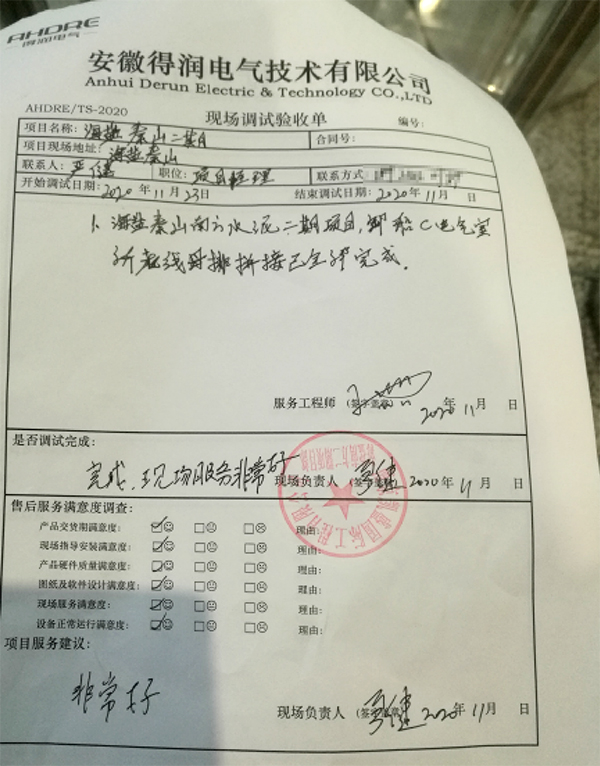 AHDRE
得润电气
安徽得润电气技术有限公司
Anhui Derun Electric & Technology CO.,LTD
AHDRE/TS-2020 现场调试验收单 编号:
项目名称: 海盐秦山二期 合同号:
项目现场地址: 海盐秦山
联系人: 严 职位: 项目经理 联系方式
开始调试日期: 2020年11月23日 结束调试日期: 2020年11月 日
1. 海盐秦山南方水泥二期项目, 卸船C电气室
所有线母排拼接已全部完成.
服务工程师 (签字盖章) 2020年11月 日
是否调试完成:
完成. 现场服务非常好 现场负责人 (签字盖章) 2020年11月 日
售后服务满意度调查:
产品交货期满意度: 理由:
现场指导安装满意度: 理由:
产品硬件质量满意度: 理由:
图纸及软件设计满意度: 理由:
现场服务满意度: 理由:
设备正常运行满意度: 理由:
项目服务建议:
非常好
现场负责人 (签字盖章) 2020年11月 日